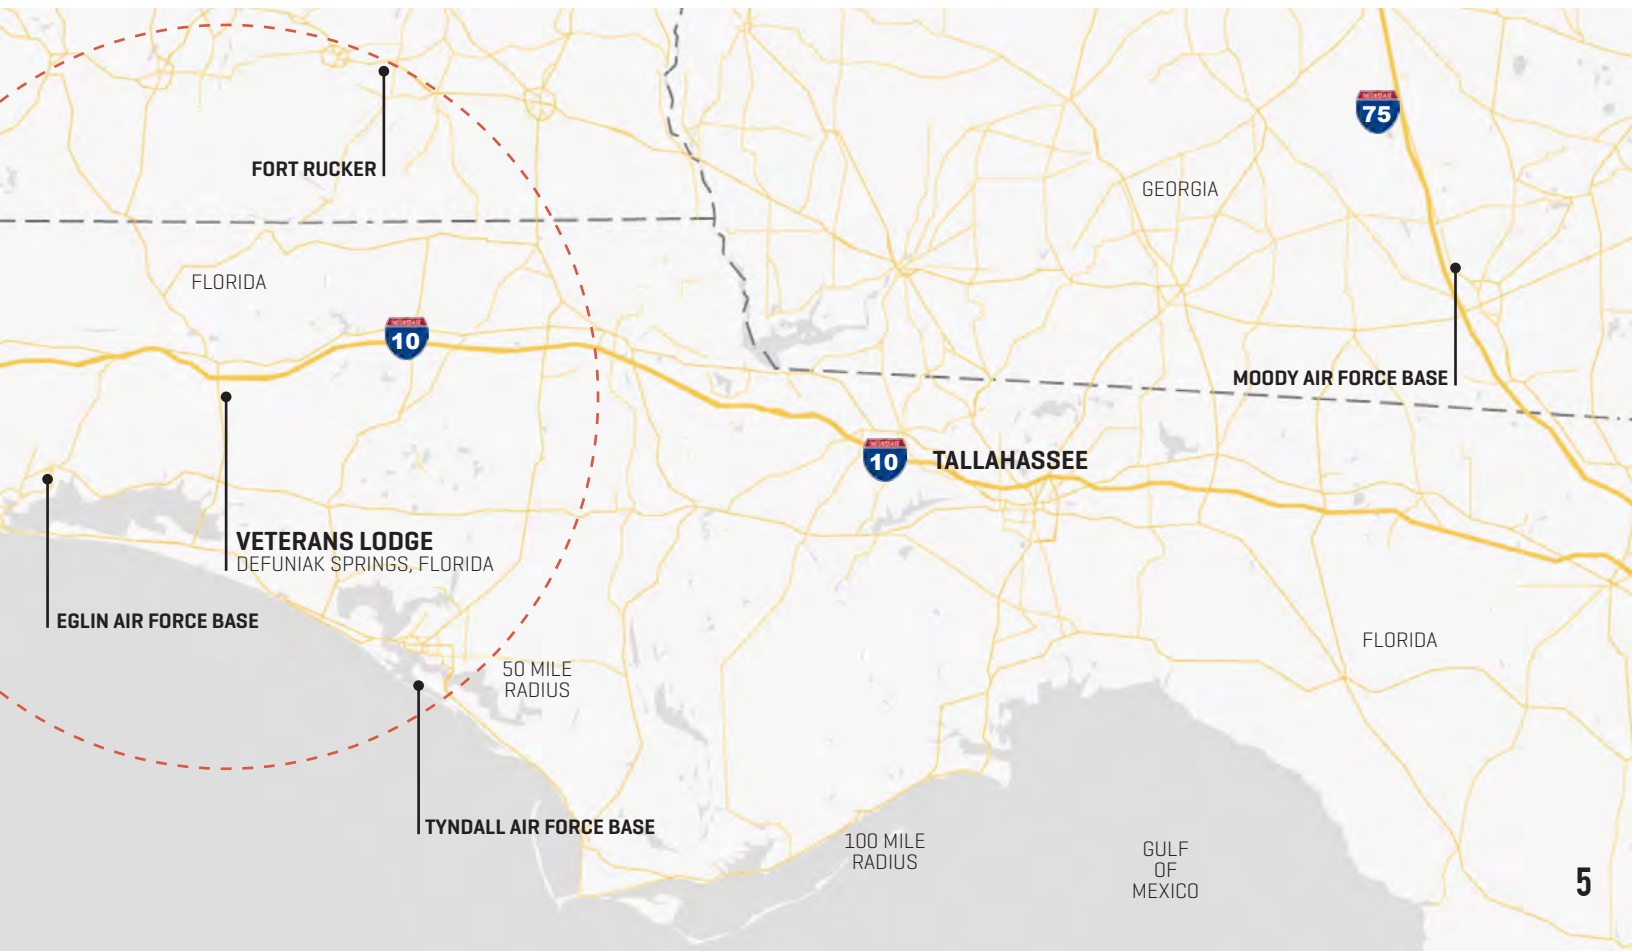 75
FORT RUCKER
GEORGIA
FLORIDA
10
MOODY AIR FORCE BASE
10
TALLAHASSEE
VETERANS LODGE
DEFUNIAK SPRINGS, FLORIDA
EGLIN AIR FORCE BASE
FLORIDA
50 MILE
RADIUS
TYNDALL AIR FORCE BASE
100 MILE
RADIUS
GULF
OF
MEXICO
5